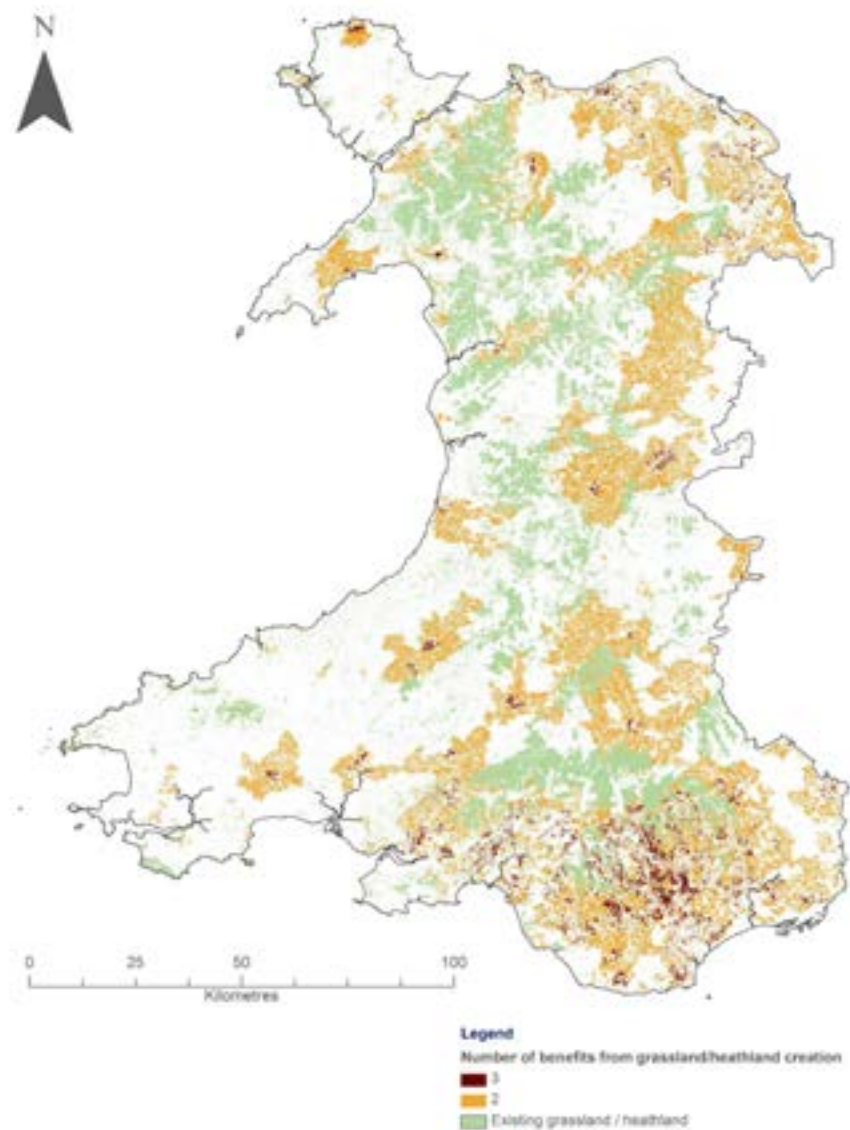 N
0 25 50 100
Kilometres
Legend
Number of benefits from grassland/heathland creation
3
2
Existing grassland / heathland